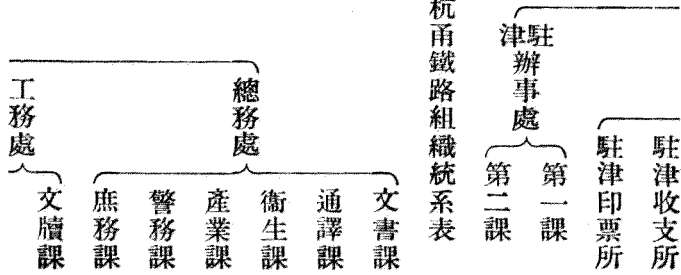 駐津收支所
駐津印票所
駐津辦事處
第一課
第二課
杭甬鐵路組織統系表
總務處
文書課
通譯課
衞生課
產業課
警務課
庶務課
工務處
文牘課